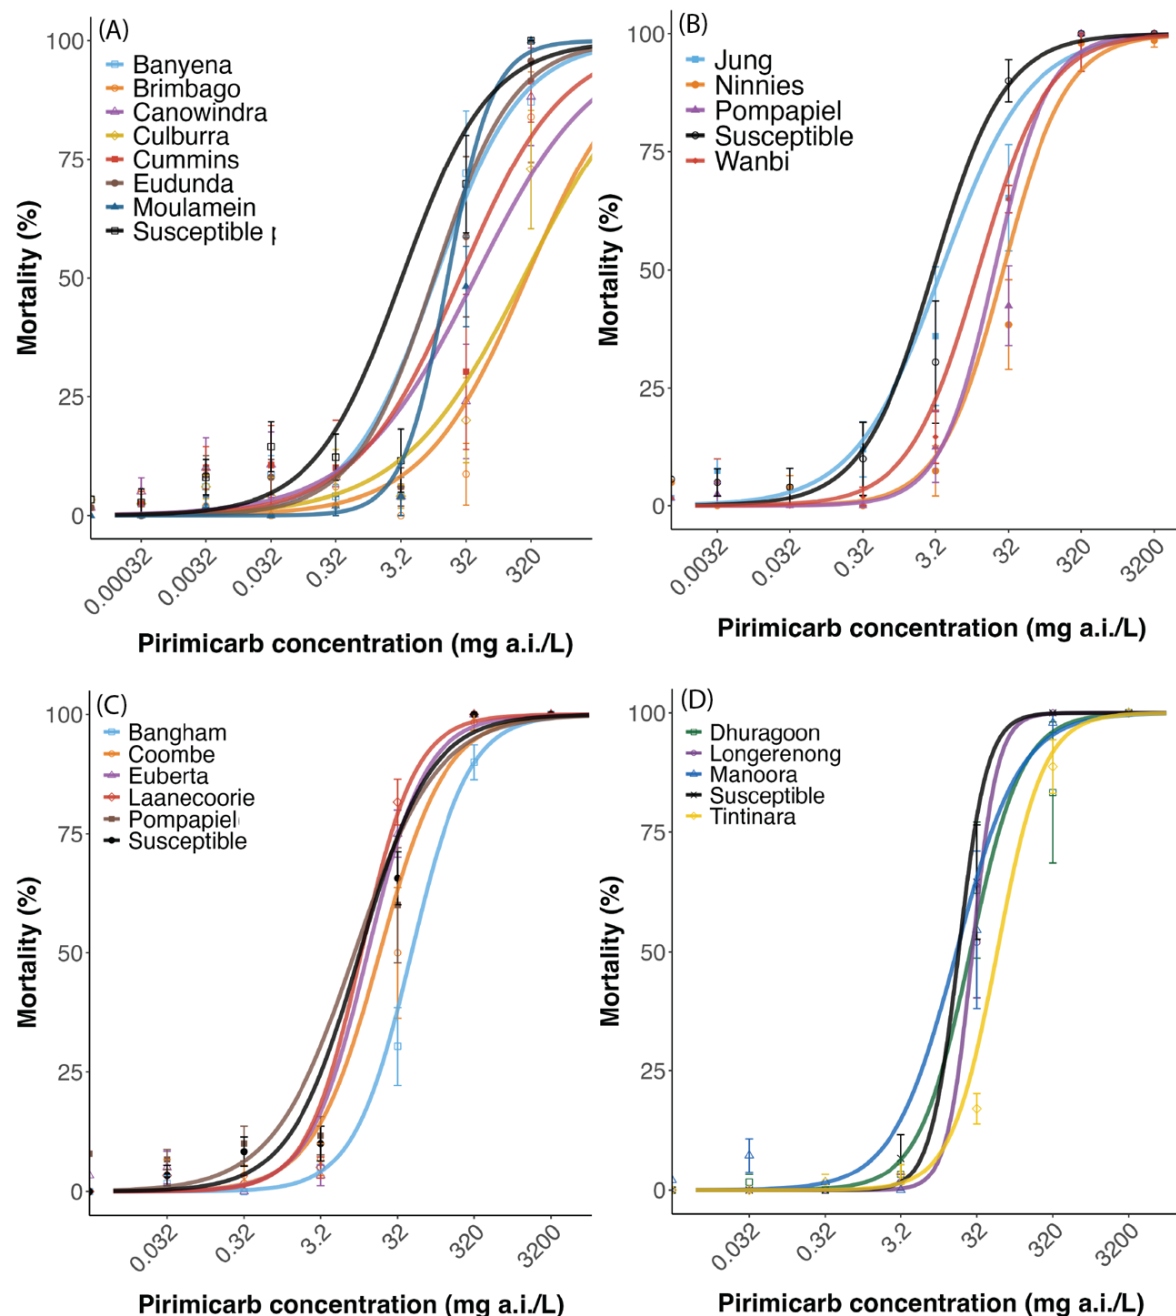 (A)
100
75
50
25
0
Mortality (%)
Banyena
Brimbago
Canowindra
Culburra
Cummins
Eudunda
Moulamein
Susceptible
0.00032
0.0032
0.032
0.32
3.2
32
320
Pirimicarb concentration (mg a.i./L)
(B)
100
75
50
25
0
Mortality (%)
Jung
Ninnies
Pompapiel
Susceptible
Wanbi
0.0032
0.032
0.32
3.2
32
320
3200
Pirimicarb concentration (mg a.i./L)
(C)
100
75
50
25
0
Mortality (%)
Bangham
Coombe
Euberta
Laanecoorie
Pompapiel
Susceptible
0.032
0.32
3.2
32
320
3200
Pirimicarb concentration (mg a.i./L)
(D)
100
75
50
25
0
Mortality (%)
Dhuragoon
Longerenong
Manoora
Susceptible
Tintinara
0.032
0.32
3.2
32
320
3200
Pirimicarb concentration (mg a.i./L)